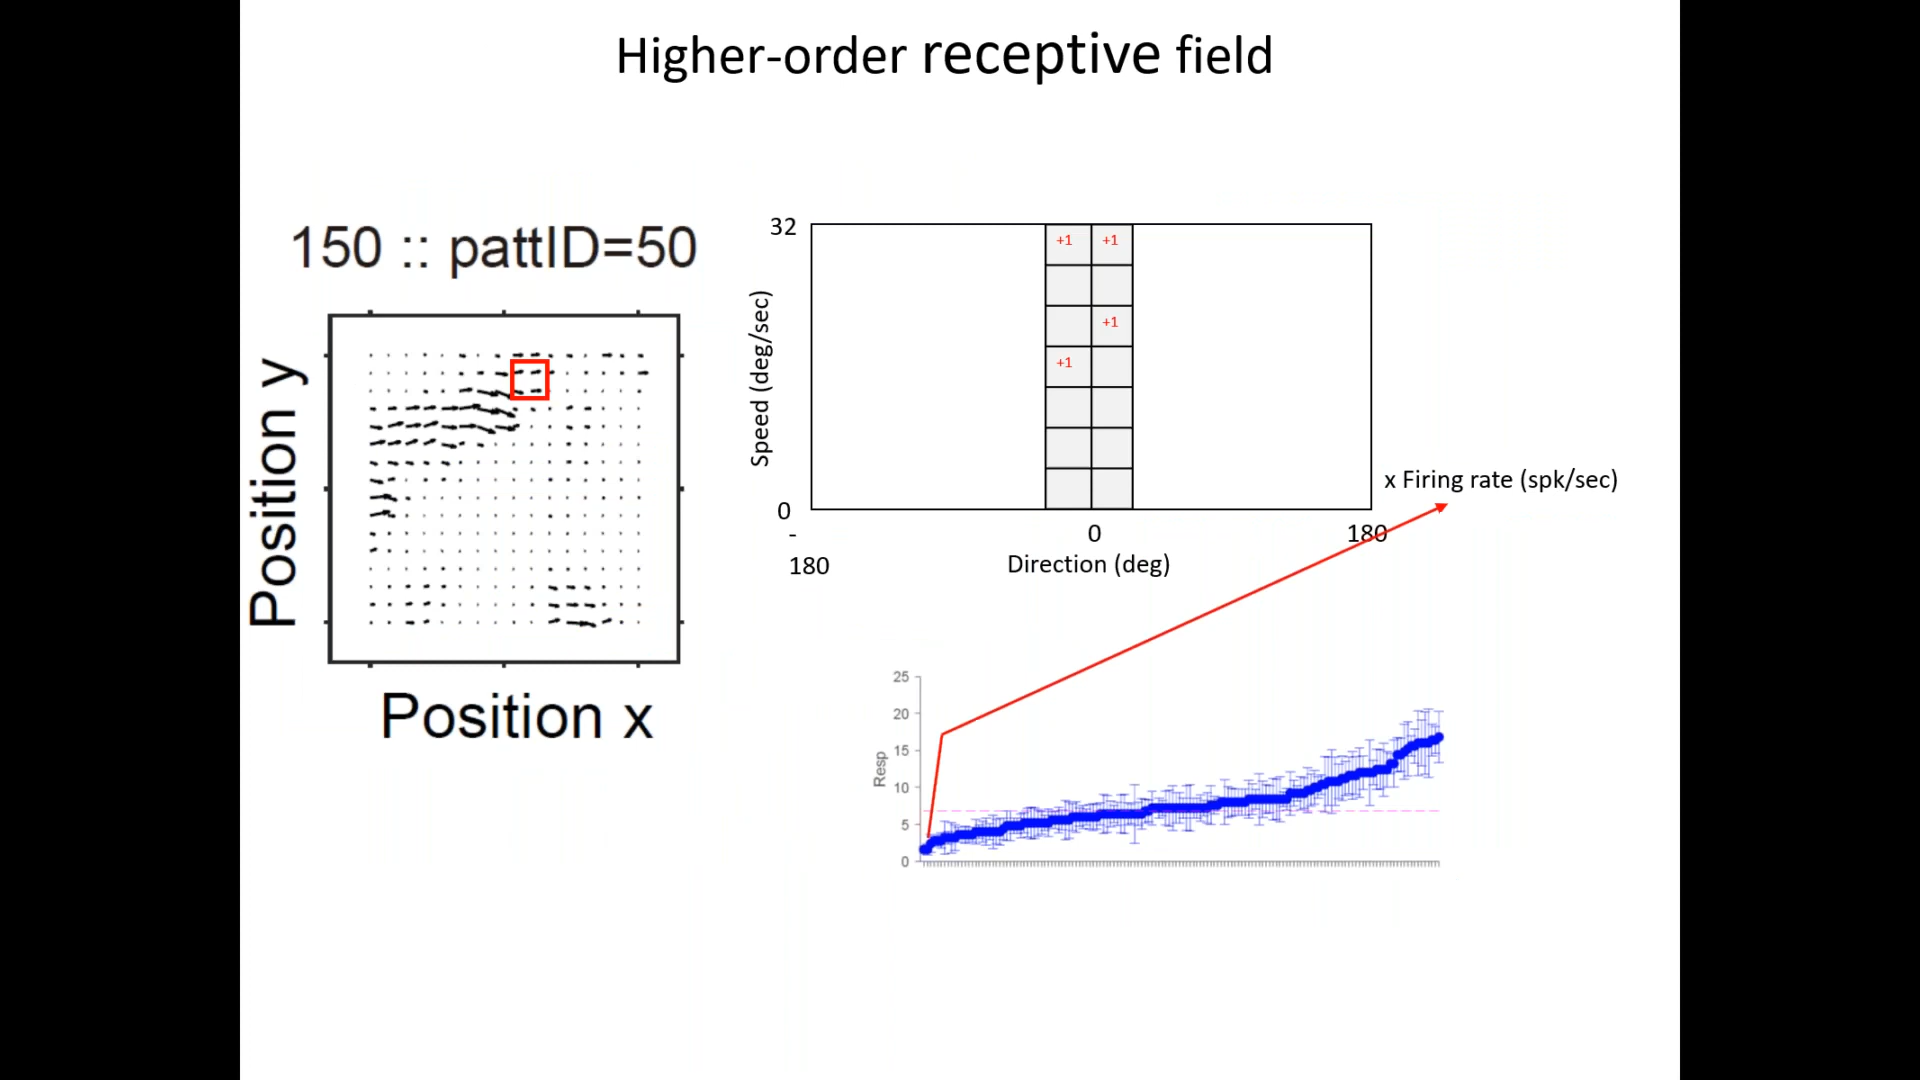 Higher-order receptive field
150 :: pattID=50
Position y
Position x
32
+1 +1
+1
+1
Speed (deg/sec)
0
x Firing rate (spk/sec)
-
180
0
180
Direction (deg)
25
20
15
10
5
0
Resp